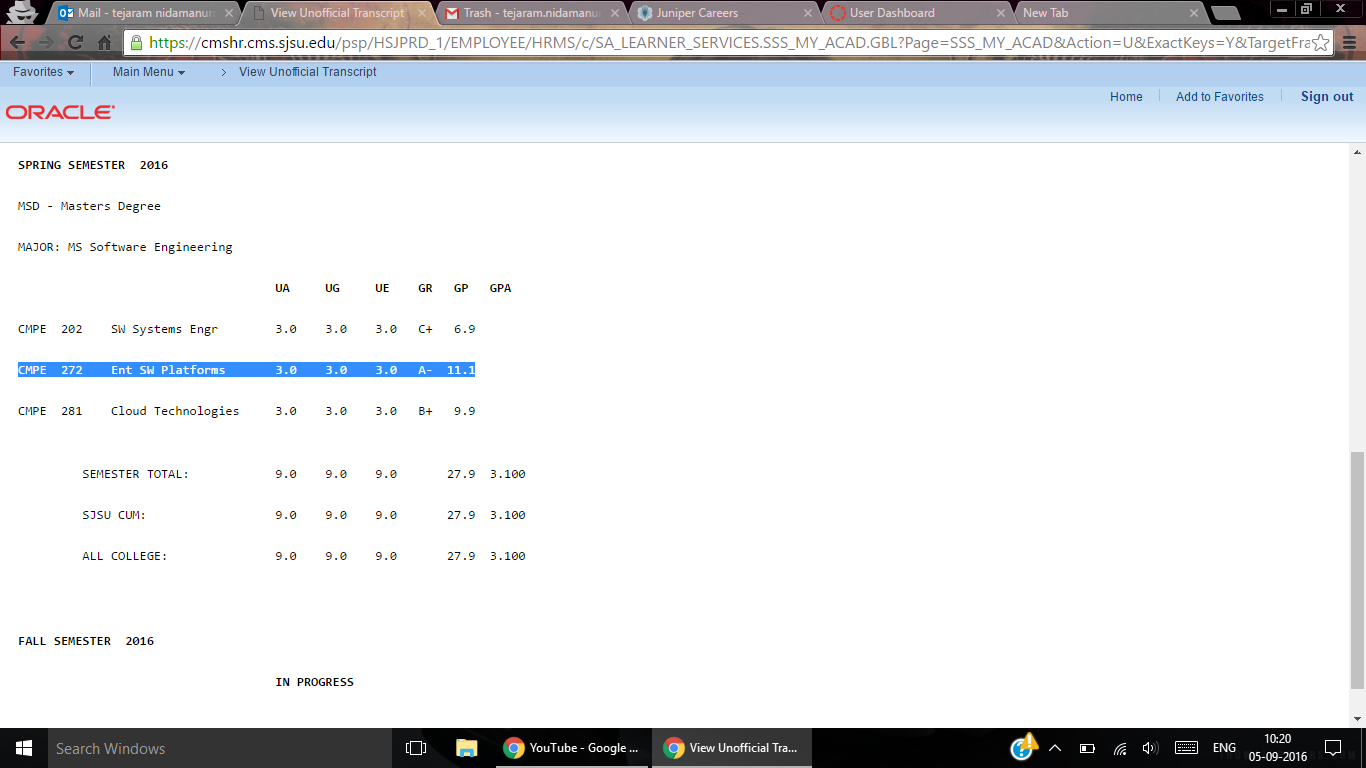 Mail - tejaram nidamanu
View Unofficial Transcript
Trash - tejaram.nidamanu
Juniper Careers
User Dashboard
New Tab
https://cmshr.cms.sjsu.edu/psp/HSJPRD_1/EMPLOYEE/HRMS/c/SA_LEARNER_SERVICES.SSS_MY_ACAD.GBL?Page=SSS_MY_ACAD&Action=U&ExactKeys=Y&TargetFra
Favorites Main Menu > View Unofficial Transcript
Home Add to Favorites Sign out
ORACLE
SPRING SEMESTER 2016
MSD - Masters Degree
MAJOR: MS Software Engineering
UA UG UE GR GP GPA
CMPE 202 SW Systems Engr 3.0 3.0 3.0 C+ 6.9
CMPE 272 Ent SW Platforms 3.0 3.0 3.0 A- 11.1
CMPE 281 Cloud Technologies 3.0 3.0 3.0 B+ 9.9
SEMESTER TOTAL: 9.0 9.0 9.0 27.9 3.100
SJSU CUM: 9.0 9.0 9.0 27.9 3.100
ALL COLLEGE: 9.0 9.0 9.0 27.9 3.100
FALL SEMESTER 2016
IN PROGRESS
Search Windows
YouTube - Google ...
View Unofficial Tra...
ENG
10:20
05-09-2016